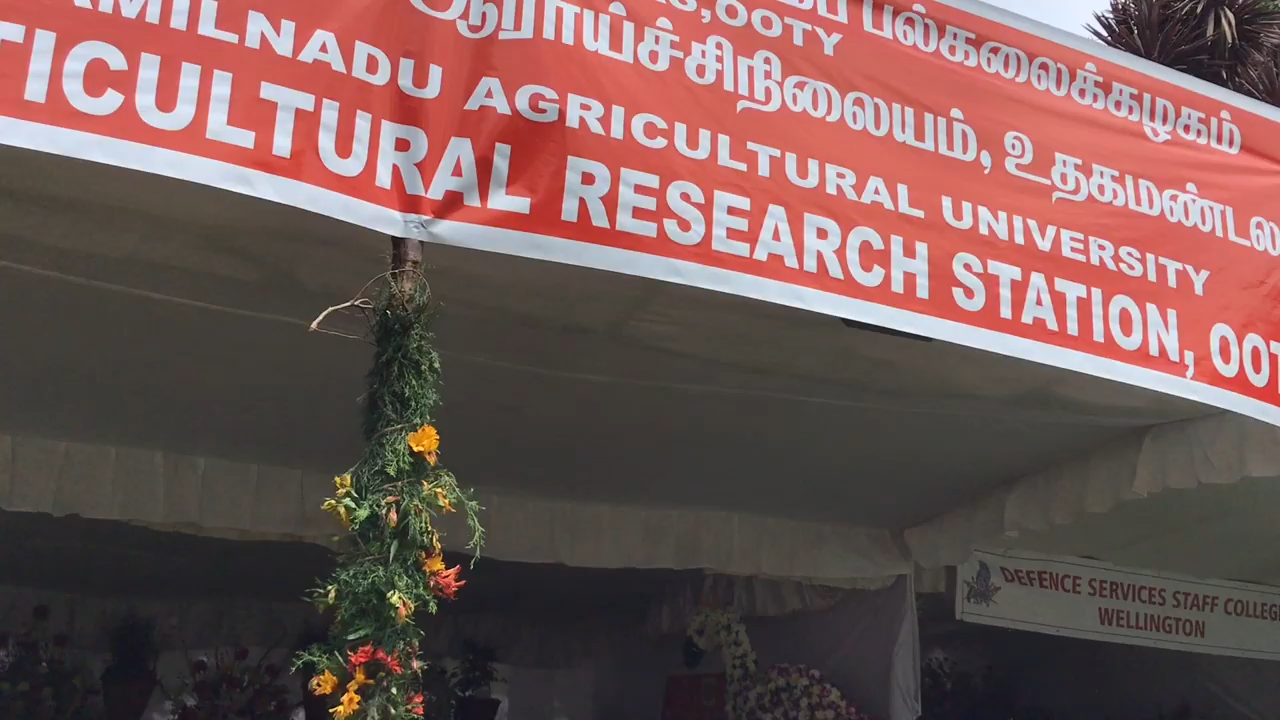 பல்கலைக்கழகம்
ஆராய்ச்சிநிலையம், உதகமண்டல
OOTY
TAMILNADU AGRICULTURAL UNIVERSITY
TICULTURAL RESEARCH STATION, OOT
DEFENCE SERVICES STAFF COLLEGE
WELLINGTON